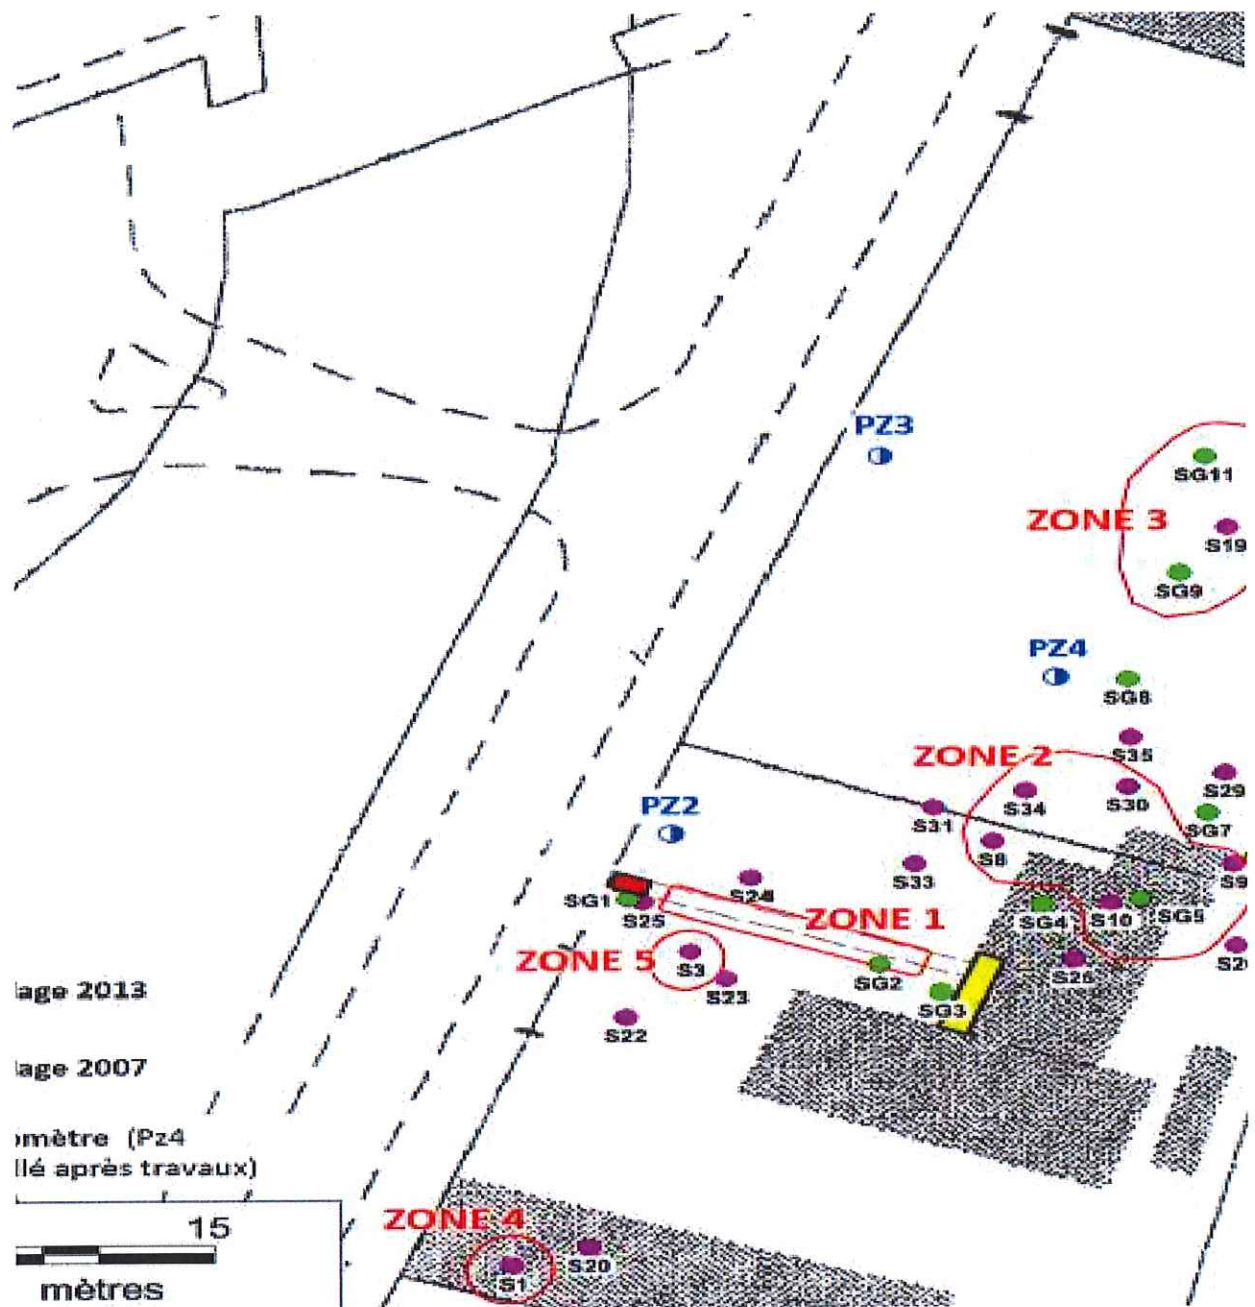 PZ3
SG11
ZONE 3
S19
SG9
PZ4
SG8
S35
ZONE 2
S29
S34
S30
PZ2
S31
SG7
S8
S9
S33
S24
SG1
S25
ZONE 1
SG4
S10
SG5
ZONE 5
S3
SG2
S26
S23
SG3
S22
lage 2013
lage 2007
omètre (Pz4
llé après travaux)
15
mètres
ZONE 4
S20
S1